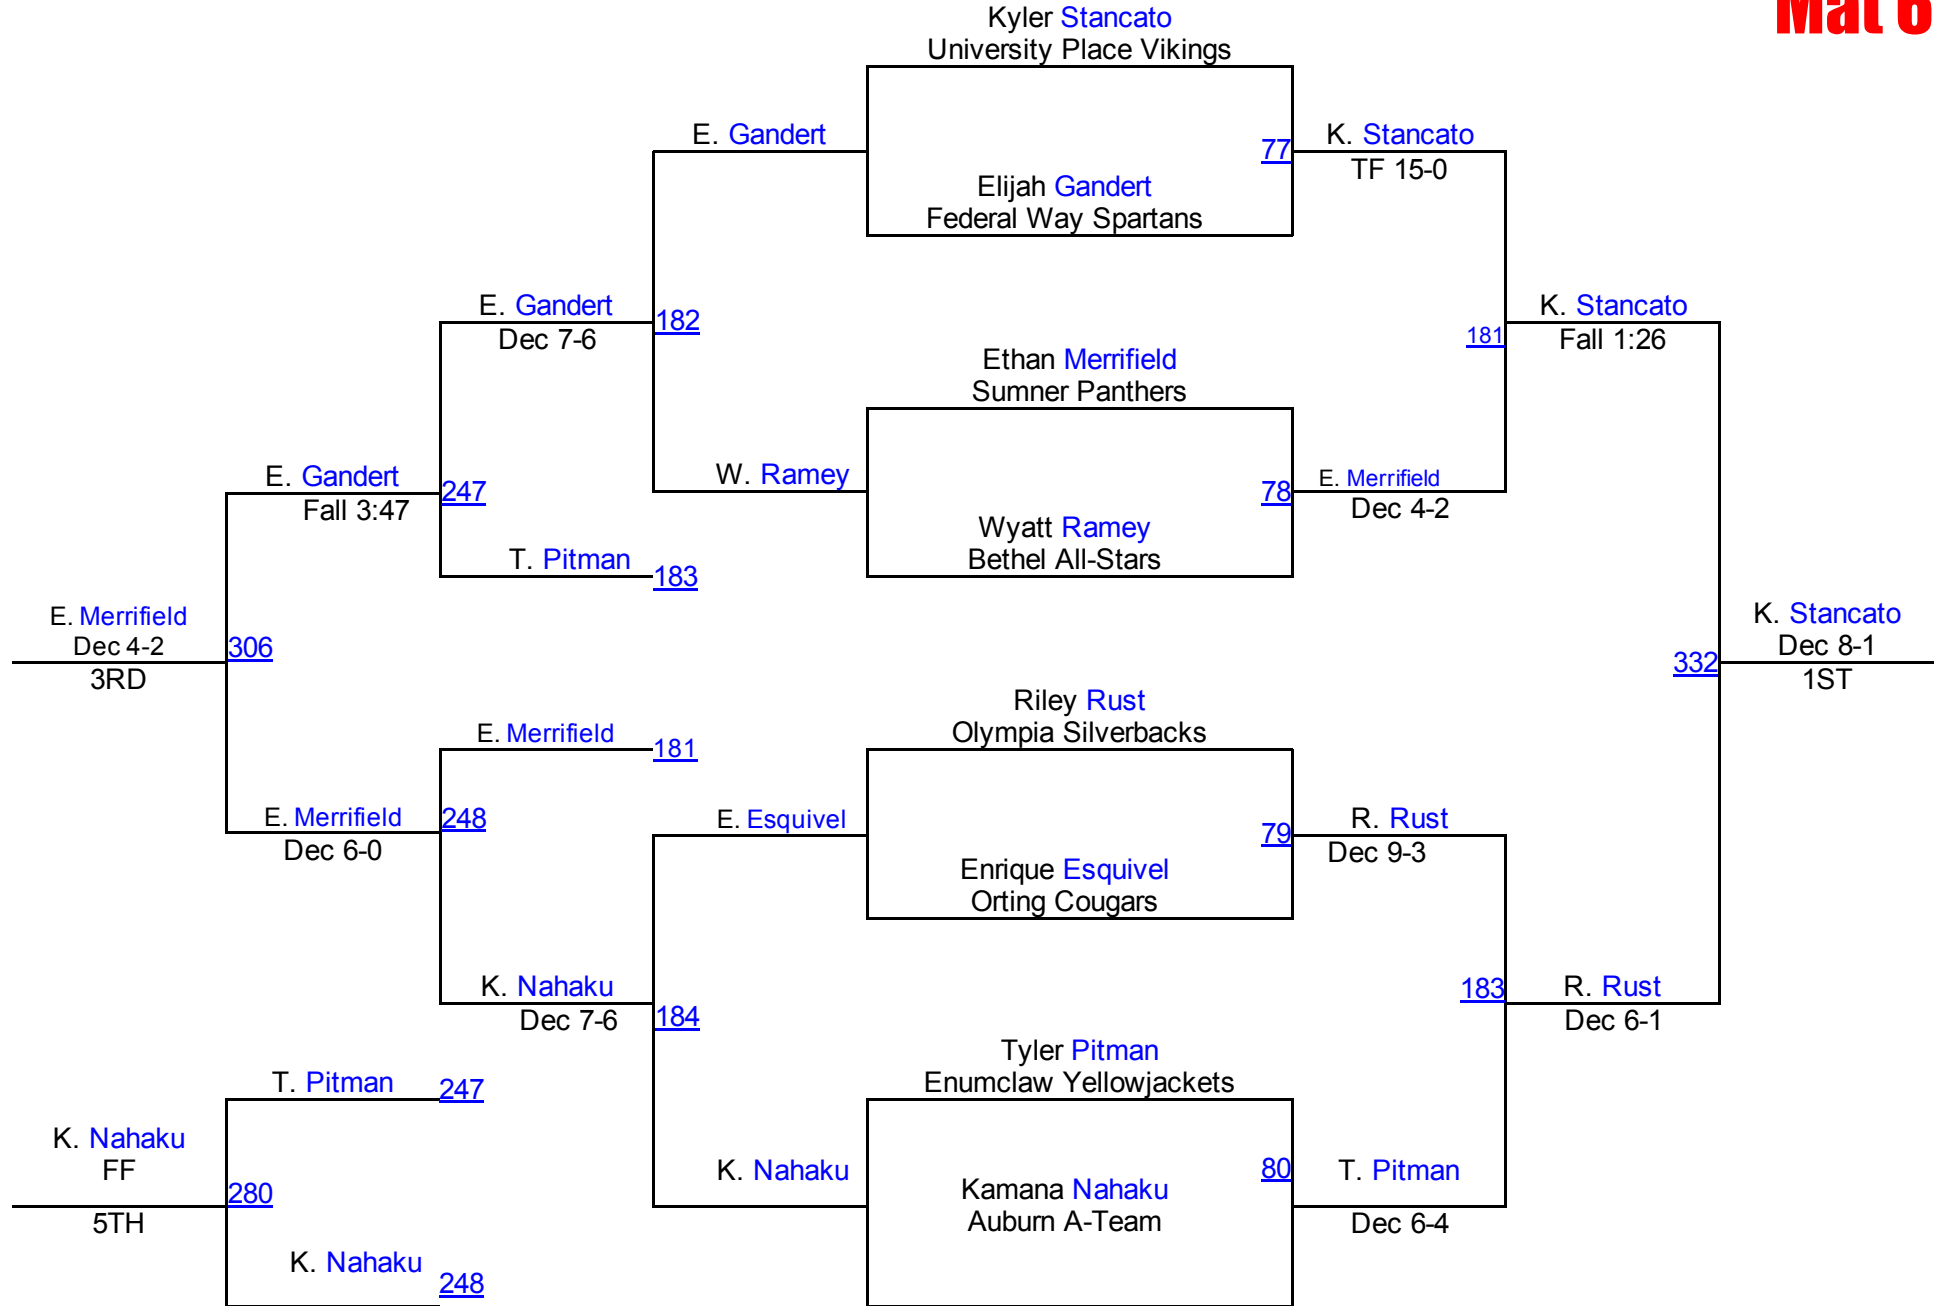 Mat 6
Kyler Stancato
University Place Vikings
E. Gandert
77
K. Stancato
TF 15-0
Elijah Gandert
Federal Way Spartans
E. Gandert
Dec 7-6
182
K. Stancato
Fall 1:26
181
Ethan Merrifield
Sumner Panthers
E. Gandert
Fall 3:47
247
W. Ramey
78
E. Merrifield
Dec 4-2
Wyatt Ramey
Bethel All-Stars
T. Pitman
183
E. Merrifield
Dec 4-2
3RD
306
K. Stancato
Dec 8-1
1ST
332
Riley Rust
Olympia Silverbacks
E. Merrifield
181
E. Merrifield
Dec 6-0
248
E. Esquivel
79
R. Rust
Dec 9-3
Enrique Esquivel
Orting Cougars
K. Nahaku
Dec 7-6
184
183
R. Rust
Dec 6-1
Tyler Pitman
Enumclaw Yellowjackets
T. Pitman
247
K. Nahaku
FF
5TH
280
K. Nahaku
80
T. Pitman
Dec 6-4
Kamana Nahaku
Auburn A-Team
K. Nahaku
248